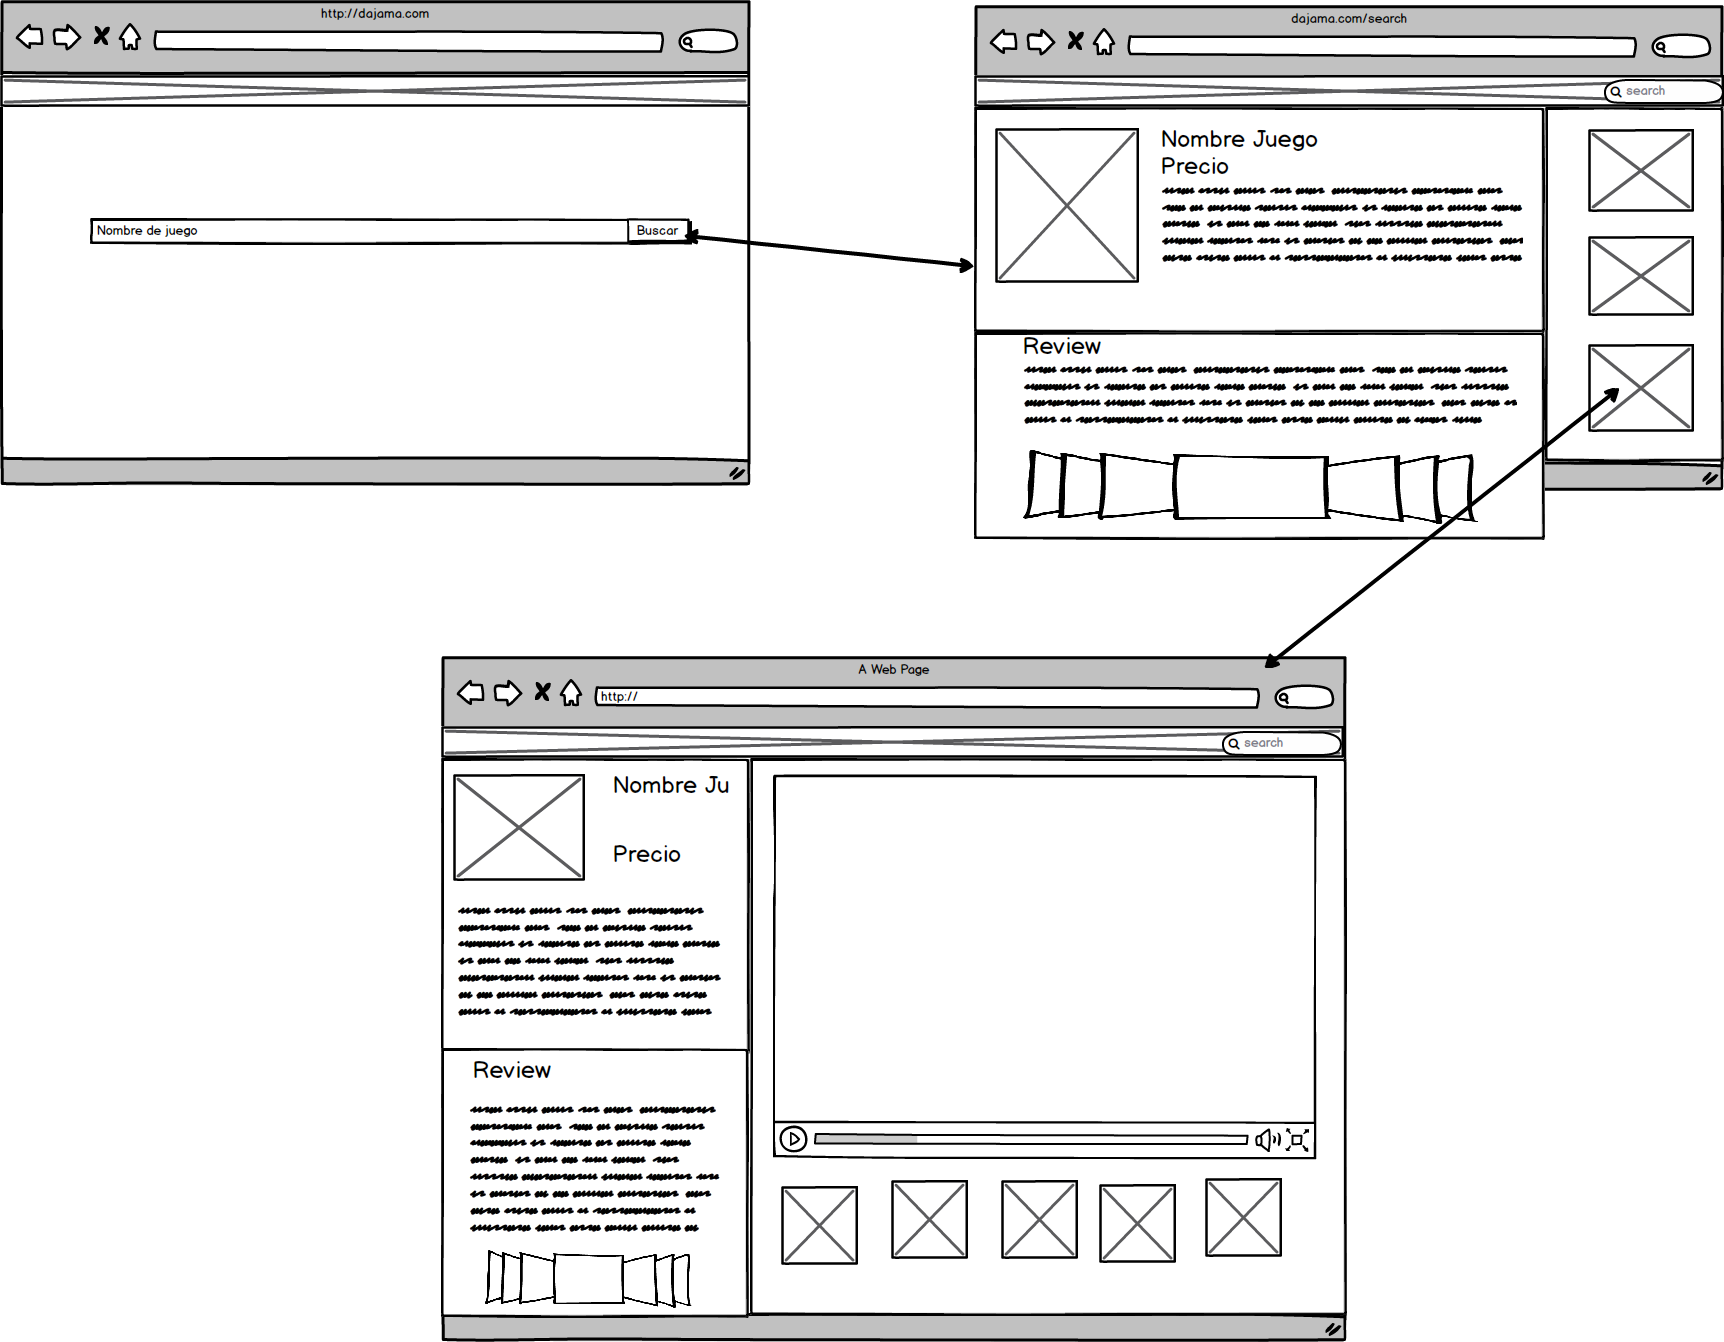 http://dajama.com
Nombre de juego
Buscar
dajama.com/search
search
Nombre Juego
Precio
Review
A Web Page
http://
search
Nombre Ju
Precio
Review